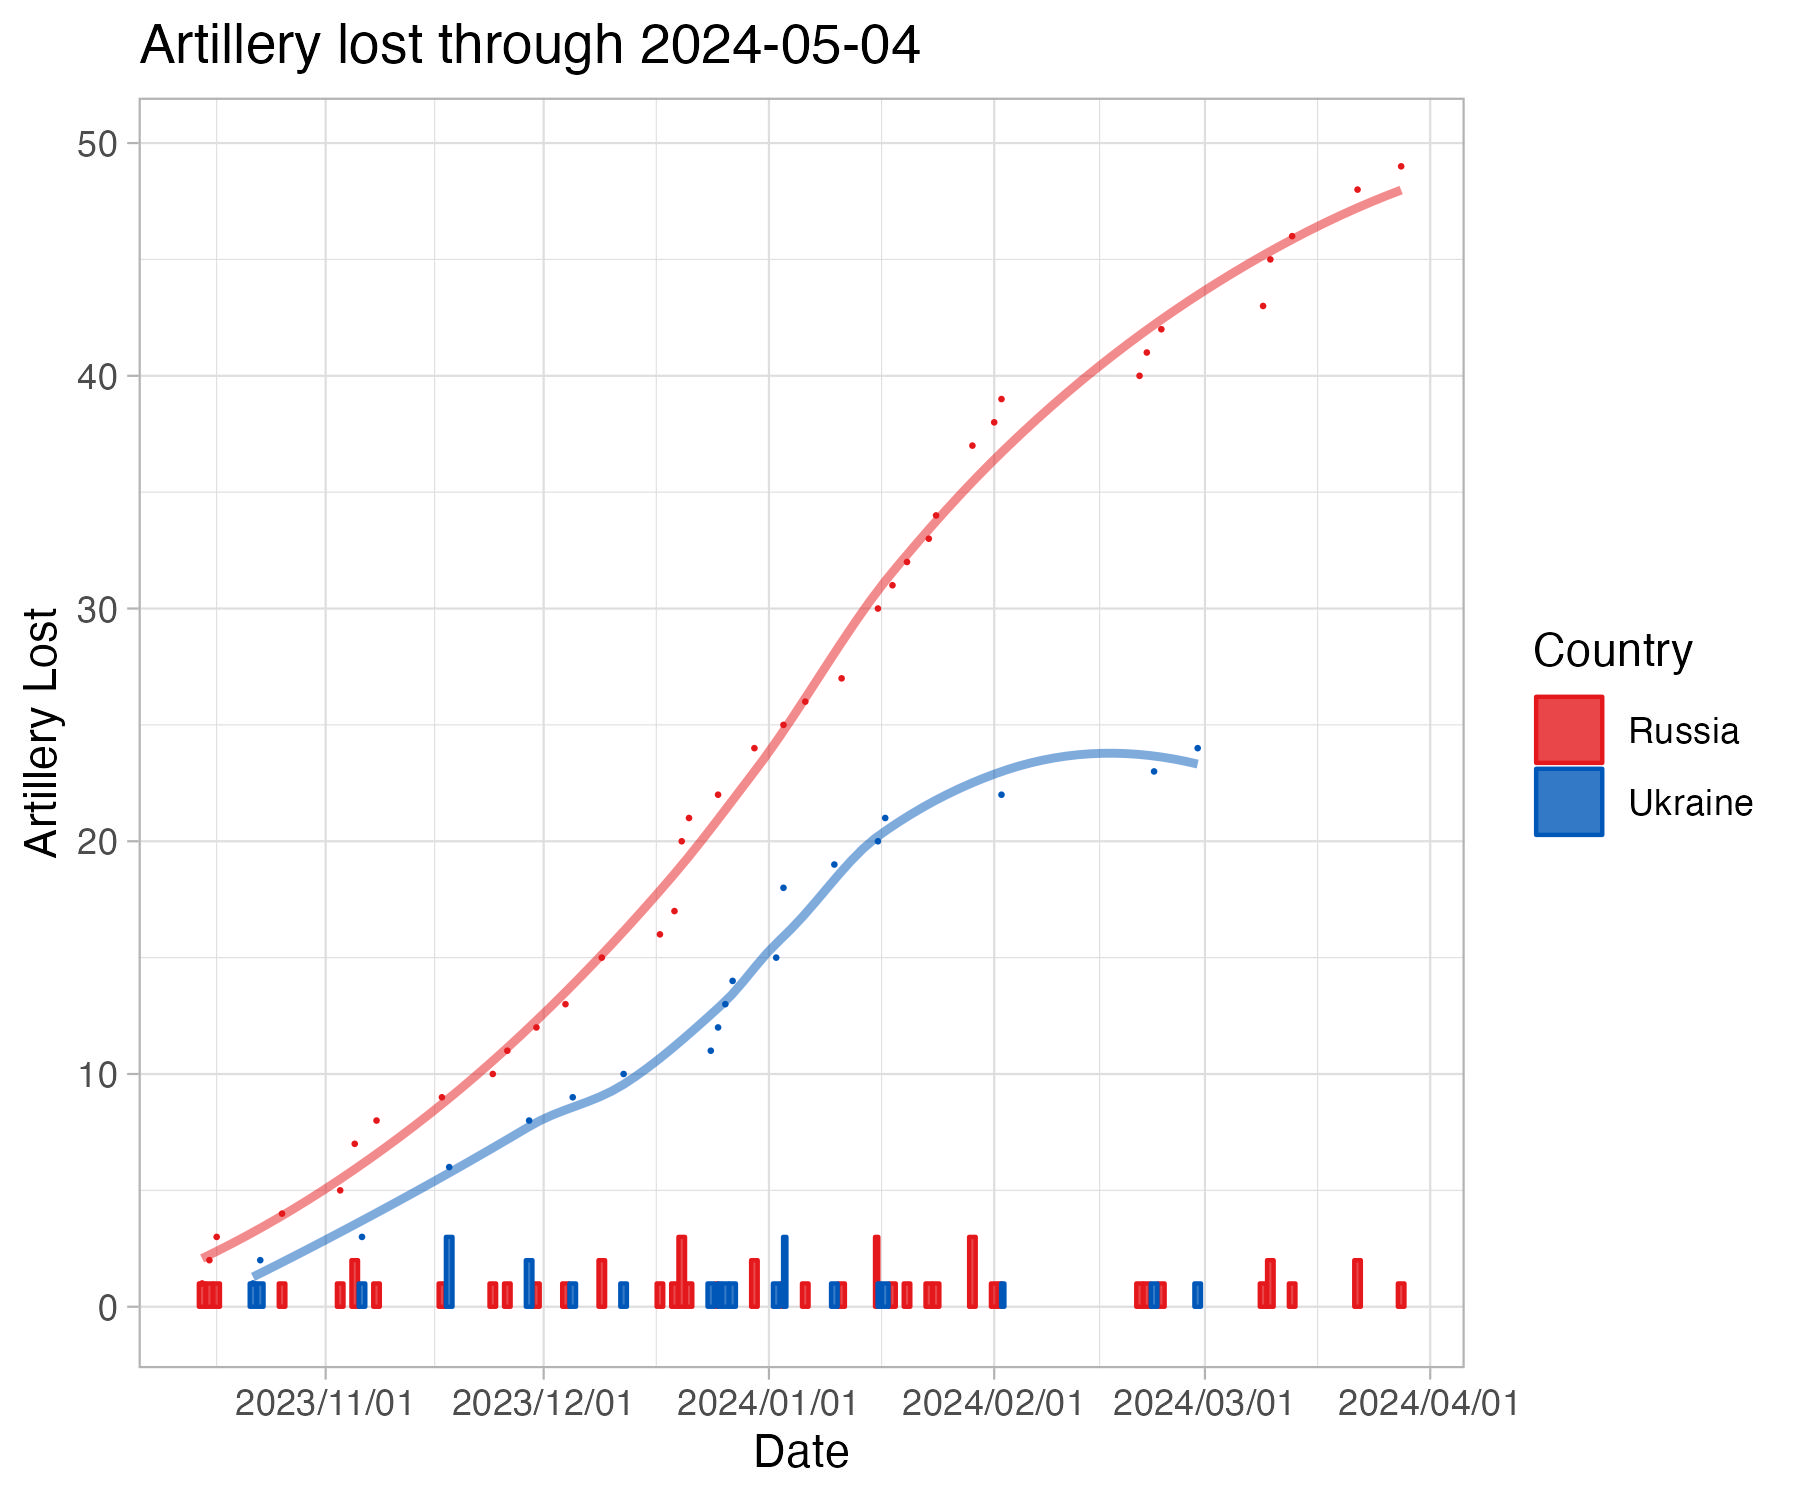 Artillery lost through 2024-05-04
50
40
30
20
10
0
Artillery Lost
2023/11/01
2023/12/01
2024/01/01
2024/02/01
2024/03/01
2024/04/01
Date
Country
Russia
Ukraine